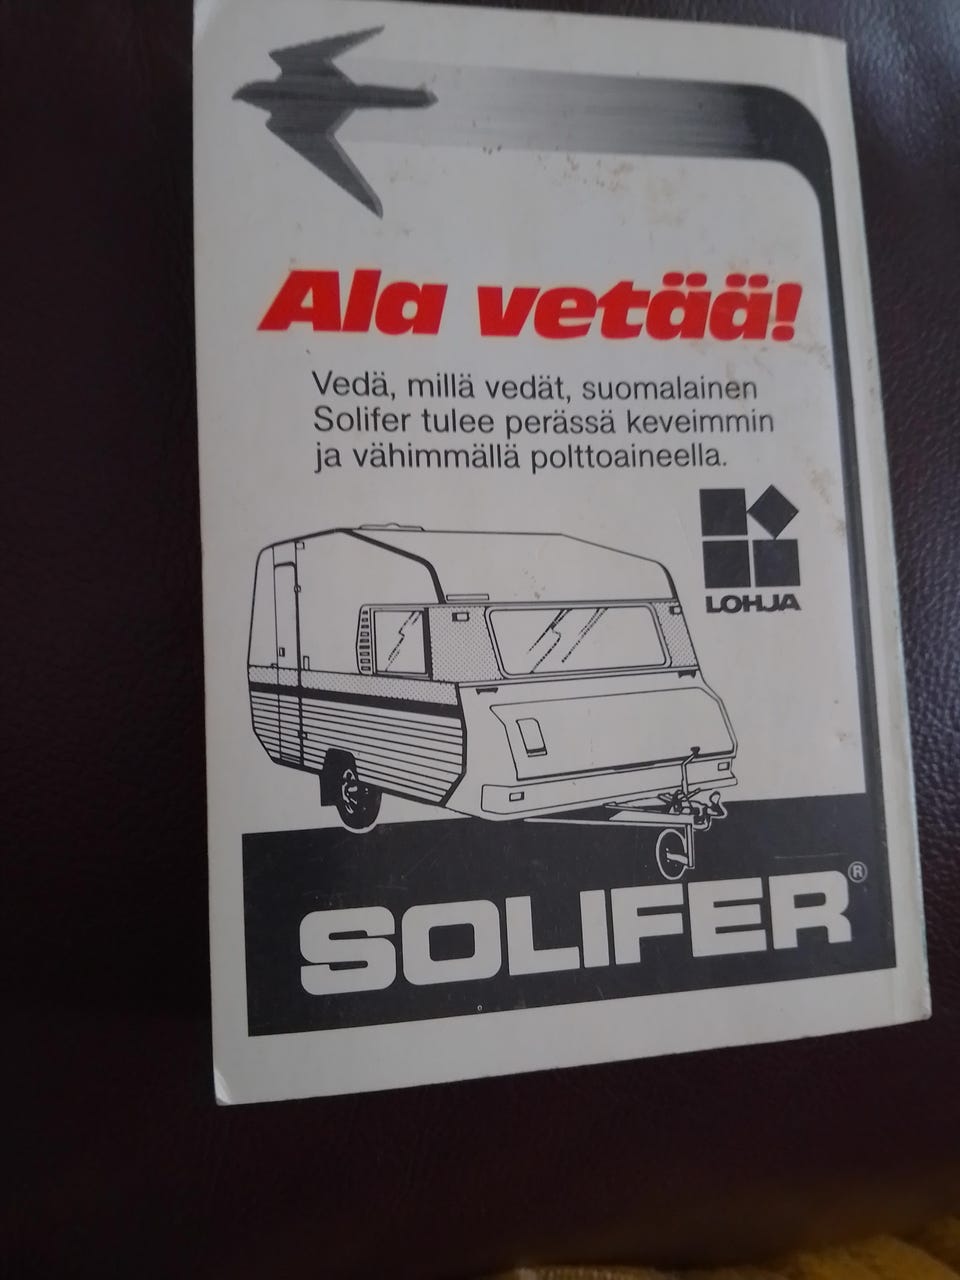 Ala vetää!
Vedä, millä vedät, suomalainen
Solifer tulee perässä keveimmin
ja vähimmällä polttoaineella.
LOHJA
SOLIFER®